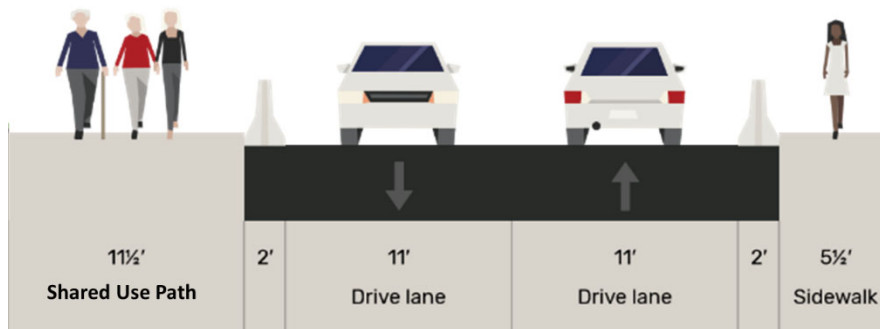 11½′
Shared Use Path
2′
11′
Drive lane
11′
Drive lane
2′
5½′
Sidewalk